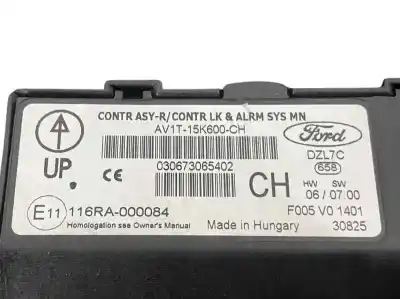 CONTR ASY-R/CONTR LK & ALRM SYS MN
AV1T-15K600-CH
Ford
DZL7C
658
UP.
CE
030673065402
CH
HW SW
06 / 07.00
E11 116RA-000084
F005 V0 1401
Homologation see Owner's Manual
Made in Hungary
30825